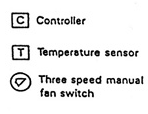 C Controller
T Temperature sensor
Three speed manual
fan switch